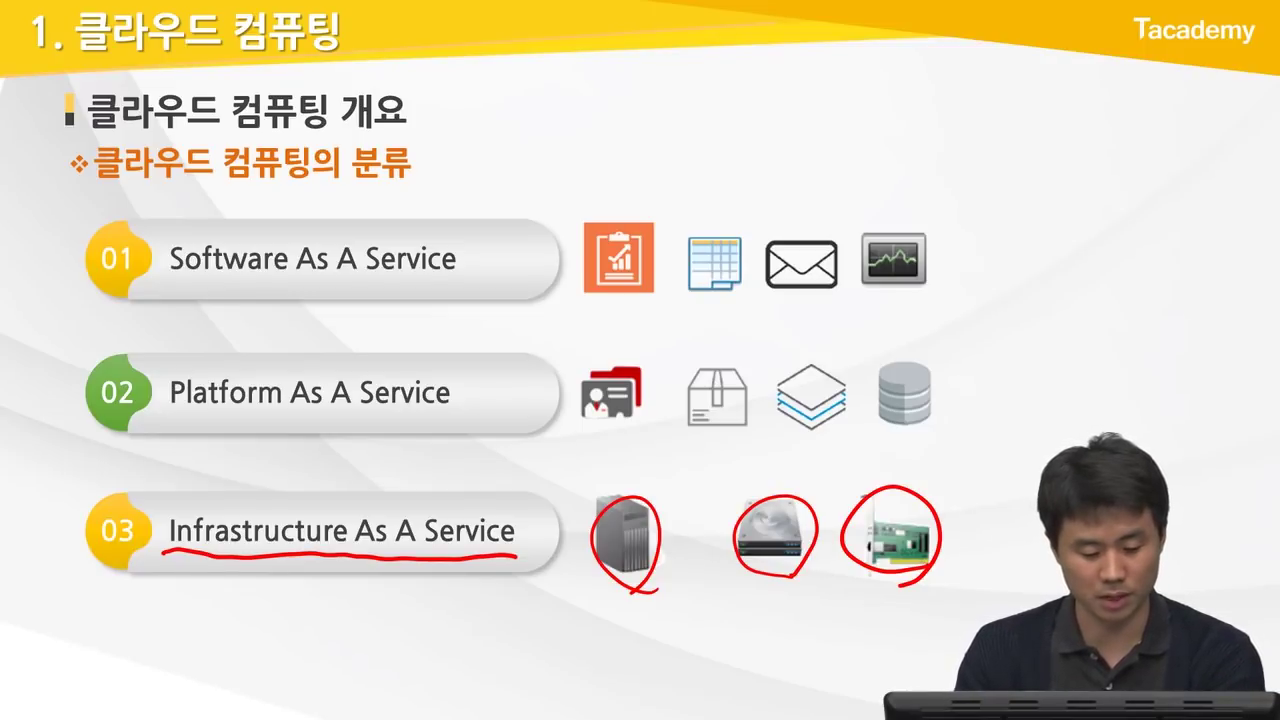 1. 클라우드 컴퓨팅
Tacademy
클라우드 컴퓨팅 개요
클라우드 컴퓨팅의 분류
01 Software As A Service
02 Platform As A Service
03 Infrastructure As A Service